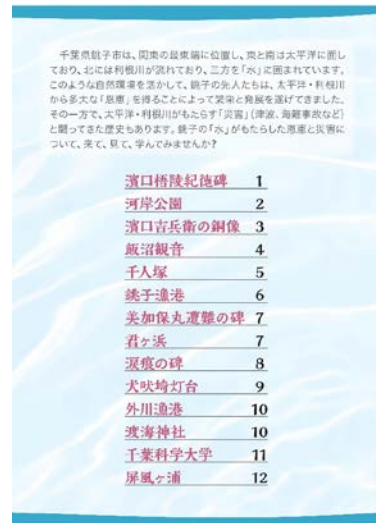 千葉県銚子市は、関東の最東端に位置し、東と南は太平洋に面し
ており、北には利根川が流れており、三方を「水」に囲まれています。
このような自然環境を活かして、銚子の先人たちは、太平洋・利根川
から多大な「恩恵」を得ることによって繁栄と発展を遂げてきました。
その一方で、太平洋・利根川がもたらす「災害」(津波、海難事故など)
と闘ってきた歴史もあります。銚子の「水」がもたらした恩恵と災害に
ついて、来て、見て、学んでみませんか?
濱口梧陵紀徳碑 1
河岸公園 2
濱口吉兵衛の銅像 3
飯沼観音 4
千人塚 5
銚子漁港 6
美加保丸遭難の碑 7
君ヶ浜 7
涙痕の碑 8
犬吠埼灯台 9
外川漁港 10
渡海神社 10
千葉科学大学 11
屏風ヶ浦 12